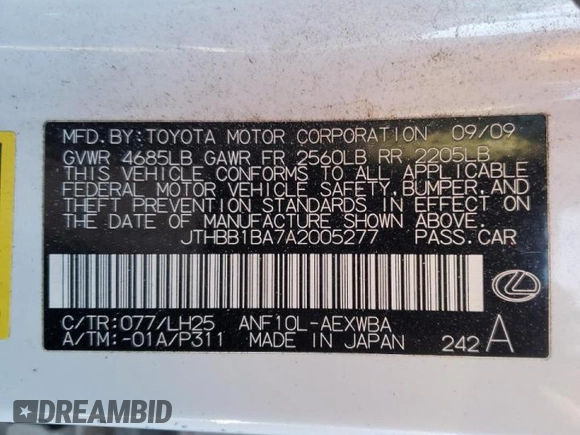 MFD.BY:TOYOTA MOTOR CORPORATION 09/09
GVWR 4685LB GAWR FR 2560LB RR 2205LB
THIS VEHICLE CONFORMS TO ALL APPLICABLE
FEDERAL MOTOR VEHICLE SAFETY, BUMPER, AND
THEFT PREVENTION STANDARDS IN EFFECT ON
THE DATE OF MANUFACTURE SHOWN ABOVE.
JTHBB1BA7A2005277 PASS.CAR
C/TR:077/LH25 ANF10L-AEXWBA
A/TM:-01A/P311 MADE IN JAPAN 242 A
DREAMBID